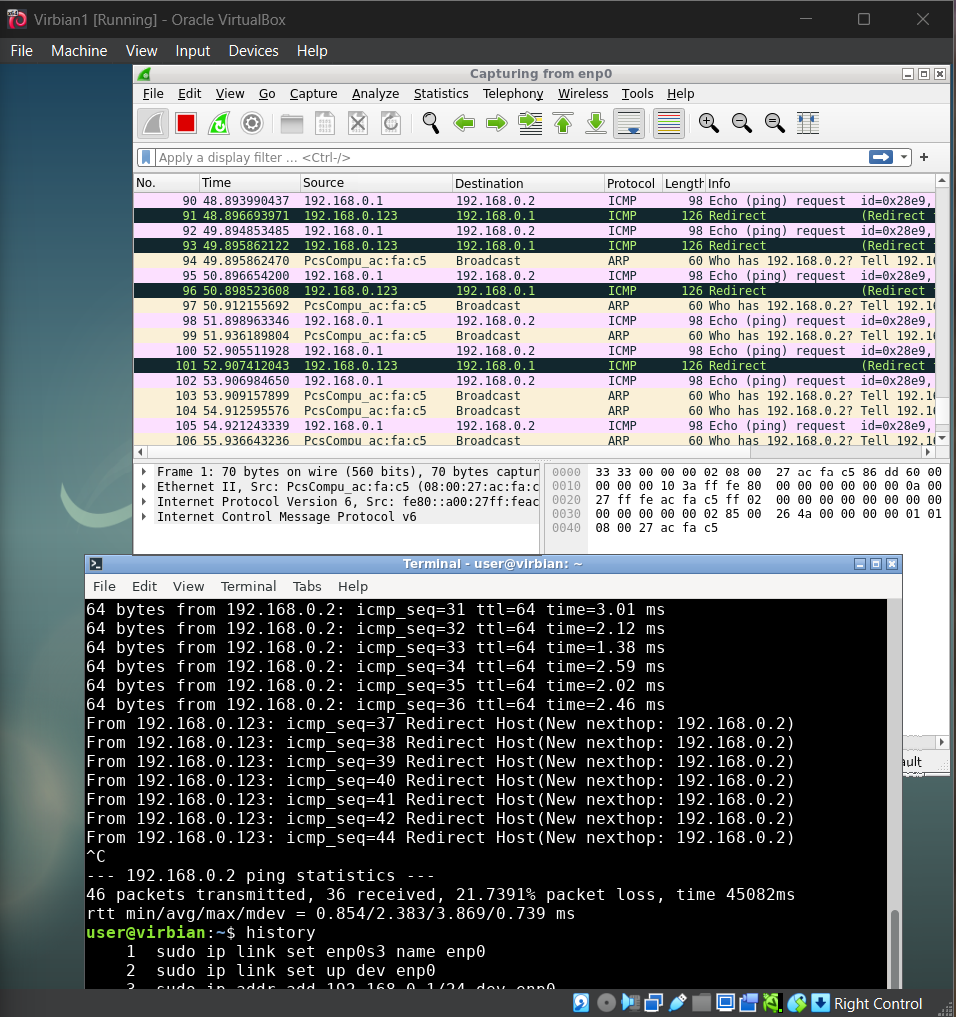 Virbian1 [Running] - Oracle VirtualBox
File Machine View Input Devices Help
Capturing from enp0
File Edit View Go Capture Analyze Statistics Telephony Wireless Tools Help
Apply a display filter ... <Ctrl-/>
No. Time Source Destination Protocol Length Info
90 48.893990437 192.168.0.1 192.168.0.2 ICMP 98 Echo (ping) request id=0x28e9,
91 48.896693971 192.168.0.123 192.168.0.1 ICMP 126 Redirect (Redirect
92 49.894853485 192.168.0.1 192.168.0.2 ICMP 98 Echo (ping) request id=0x28e9,
93 49.895862122 192.168.0.123 192.168.0.1 ICMP 126 Redirect (Redirect
94 49.895862470 PcsCompu_ac:fa:c5 Broadcast ARP 60 Who has 192.168.0.2? Tell 192.16
95 50.896654200 192.168.0.1 192.168.0.2 ICMP 98 Echo (ping) request id=0x28e9,
96 50.898523608 192.168.0.123 192.168.0.1 ICMP 126 Redirect (Redirect
97 50.912155692 PcsCompu_ac:fa:c5 Broadcast ARP 60 Who has 192.168.0.2? Tell 192.16
98 51.898963346 192.168.0.1 192.168.0.2 ICMP 98 Echo (ping) request id=0x28e9,
99 51.936189804 PcsCompu_ac:fa:c5 Broadcast ARP 60 Who has 192.168.0.2? Tell 192.16
100 52.905511928 192.168.0.1 192.168.0.2 ICMP 98 Echo (ping) request id=0x28e9,
101 52.907412043 192.168.0.123 192.168.0.1 ICMP 126 Redirect (Redirect
102 53.906984650 192.168.0.1 192.168.0.2 ICMP 98 Echo (ping) request id=0x28e9,
103 53.909157899 PcsCompu_ac:fa:c5 Broadcast ARP 60 Who has 192.168.0.2? Tell 192.16
104 54.912595576 PcsCompu_ac:fa:c5 Broadcast ARP 60 Who has 192.168.0.2? Tell 192.16
105 54.921243339 192.168.0.1 192.168.0.2 ICMP 98 Echo (ping) request id=0x28e9,
106 55.936643236 PcsCompu_ac:fa:c5 Broadcast ARP 60 Who has 192.168.0.2? Tell 192.16
Frame 1: 70 bytes on wire (560 bits), 70 bytes captur
Ethernet II, Src: PcsCompu_ac:fa:c5 (08:00:27:ac:fa:c
Internet Protocol Version 6, Src: fe80::a00:27ff:feac
Internet Control Message Protocol v6
0000 33 33 00 00 00 02 08 00 27 ac fa c5 86 dd 60 00
0010 00 00 00 10 3a ff fe 80 00 00 00 00 00 00 0a 00
0020 27 ff fe ac fa c5 ff 02 00 00 00 00 00 00 00 00
0030 00 00 00 00 00 02 85 00 26 4a 00 00 00 00 01 01
0040 08 00 27 ac fa c5
ault
Terminal - user@virbian: ~
File Edit View Terminal Tabs Help
64 bytes from 192.168.0.2: icmp_seq=31 ttl=64 time=3.01 ms
64 bytes from 192.168.0.2: icmp_seq=32 ttl=64 time=2.12 ms
64 bytes from 192.168.0.2: icmp_seq=33 ttl=64 time=1.38 ms
64 bytes from 192.168.0.2: icmp_seq=34 ttl=64 time=2.59 ms
64 bytes from 192.168.0.2: icmp_seq=35 ttl=64 time=2.02 ms
64 bytes from 192.168.0.2: icmp_seq=36 ttl=64 time=2.46 ms
From 192.168.0.123: icmp_seq=37 Redirect Host(New nexthop: 192.168.0.2)
From 192.168.0.123: icmp_seq=38 Redirect Host(New nexthop: 192.168.0.2)
From 192.168.0.123: icmp_seq=39 Redirect Host(New nexthop: 192.168.0.2)
From 192.168.0.123: icmp_seq=40 Redirect Host(New nexthop: 192.168.0.2)
From 192.168.0.123: icmp_seq=41 Redirect Host(New nexthop: 192.168.0.2)
From 192.168.0.123: icmp_seq=42 Redirect Host(New nexthop: 192.168.0.2)
From 192.168.0.123: icmp_seq=44 Redirect Host(New nexthop: 192.168.0.2)
^C
--- 192.168.0.2 ping statistics ---
46 packets transmitted, 36 received, 21.7391% packet loss, time 45082ms
rtt min/avg/max/mdev = 0.854/2.383/3.869/0.739 ms
user@virbian:~$ history
1 sudo ip link set enp0s3 name enp0
2 sudo ip link set up dev enp0
3 sudo ip addr add 192.168.0.1/24 dev enp0
Right Control